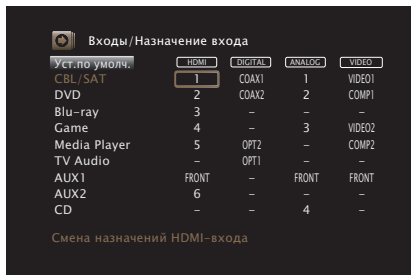 Входы/Назначение входа
Уст.по умолч. HDMI DIGITAL ANALOG VIDEO
CBL/SAT 1 COAX1 1 VIDEO1
DVD 2 COAX2 2 COMP1
Blu-ray 3 – – –
Game 4 – 3 VIDEO2
Media Player 5 OPT2 – COMP2
TV Audio – OPT1 – –
AUX1 FRONT – FRONT FRONT
AUX2 6 – – –
CD – – 4 –
Смена назначений HDMI-входа